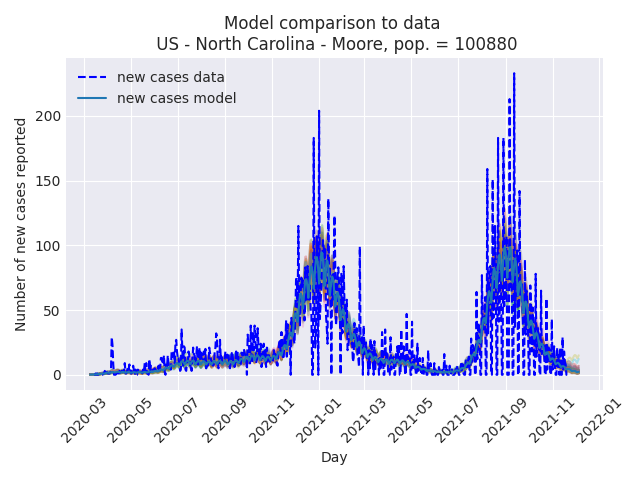 Model comparison to data
US - North Carolina - Moore, pop. = 100880
new cases data
new cases model
Number of new cases reported
200
150
100
50
0
2020-03
2020-05
2020-07
2020-09
2020-11
2021-01
2021-03
2021-05
2021-07
2021-09
2021-11
2022-01
Day